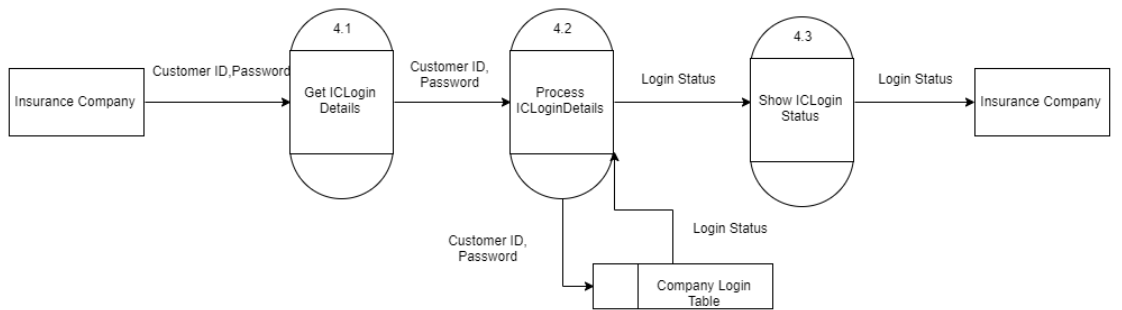 4.1
4.2
4.3
Customer ID,Password
Customer ID,
Password
Login Status
Login Status
Insurance Company
Get ICLogin
Details
Process
ICLoginDetails
Show ICLogin
Status
Insurance Company
Customer ID,
Password
Login Status
Company Login
Table